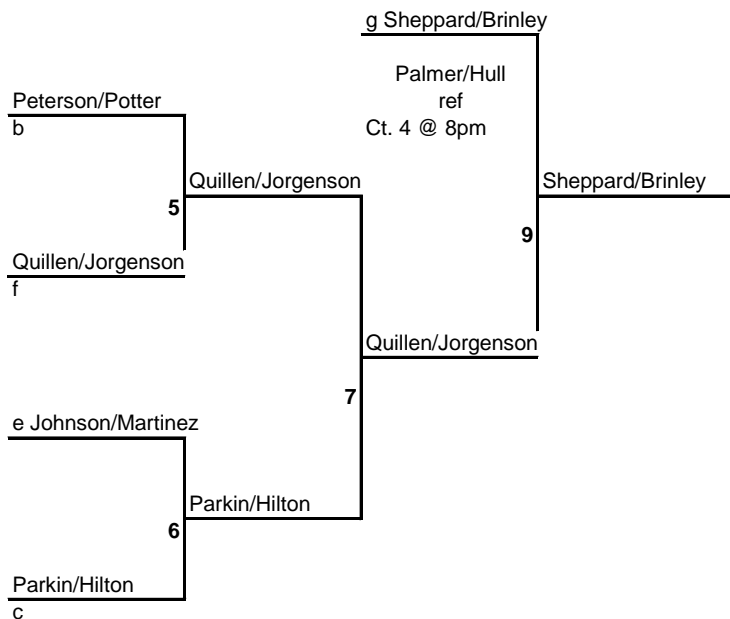 g Sheppard/Brinley
Palmer/Hull
ref
Ct. 4 @ 8pm
Peterson/Potter
b
Quillen/Jorgenson
5
Sheppard/Brinley
9
Quillen/Jorgenson
f
Quillen/Jorgenson
7
e Johnson/Martinez
Parkin/Hilton
6
Parkin/Hilton
c